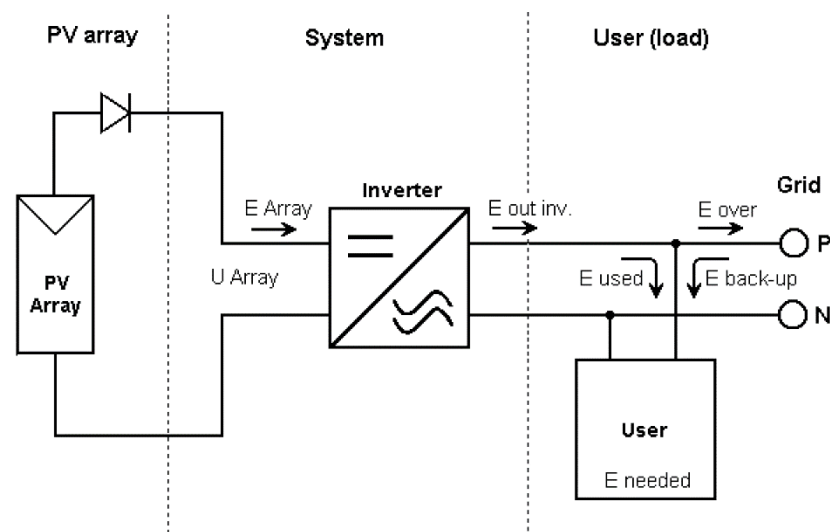 PV array
System
User (load)
Inverter
Grid
E Array
E out inv.
E over
P
U Array
E used
E back-up
PV
Array
N
User
E needed